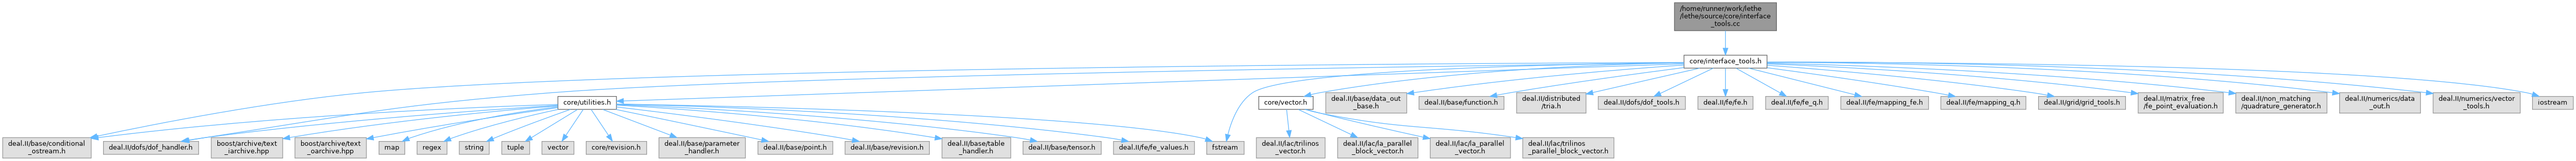 /home/runner/work/lethe
/lethe/source/core/interface
_tools.cc
core/interface_tools.h
core/utilities.h
core/vector.h
deal.II/base/data_out
_base.h
deal.II/base/function.h
deal.II/distributed
/tria.h
deal.II/dofs/dof_tools.h
deal.II/fe/fe.h
deal.II/fe/fe_q.h
deal.II/fe/mapping_fe.h
deal.II/fe/mapping_q.h
deal.II/grid/grid_tools.h
deal.II/matrix_free
/fe_point_evaluation.h
deal.II/non_matching
/quadrature_generator.h
deal.II/numerics/data
_out.h
deal.II/numerics/vector
_tools.h
iostream
deal.II/base/conditional
_ostream.h
deal.II/dofs/dof_handler.h
boost/archive/text
_iarchive.hpp
boost/archive/text
_oarchive.hpp
map
regex
string
tuple
vector
core/revision.h
deal.II/base/parameter
_handler.h
deal.II/base/point.h
deal.II/base/revision.h
deal.II/base/table
_handler.h
deal.II/base/tensor.h
deal.II/fe/fe_values.h
fstream
deal.II/lac/trilinos
_vector.h
deal.II/lac/la_parallel
_block_vector.h
deal.II/lac/la_parallel
_vector.h
deal.II/lac/trilinos
_parallel_block_vector.h